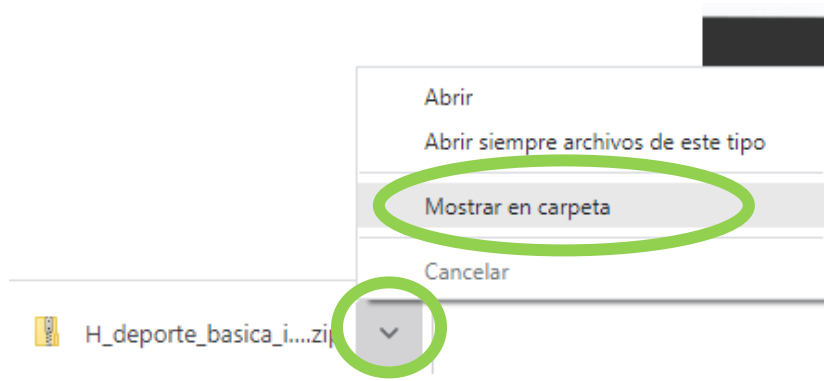 Abrir
Abrir siempre archivos de este tipo
Mostrar en carpeta
Cancelar
H_deporte_basica_i....zip